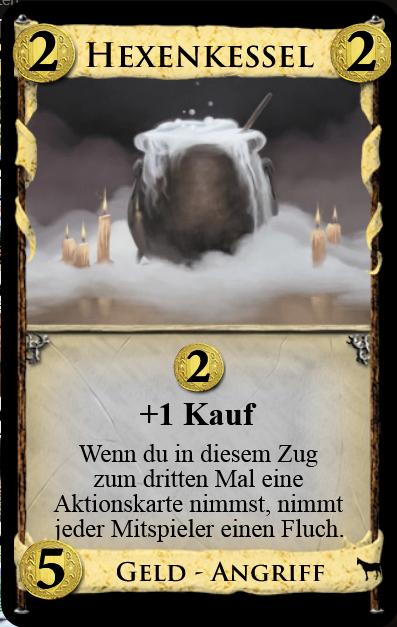 2 HEXENKESSEL 2
2
+1 Kauf
Wenn du in diesem Zug
zum dritten Mal eine
Aktionskarte nimmst, nimmt
jeder Mitspieler einen Fluch.
5 GELD - ANGRIFF